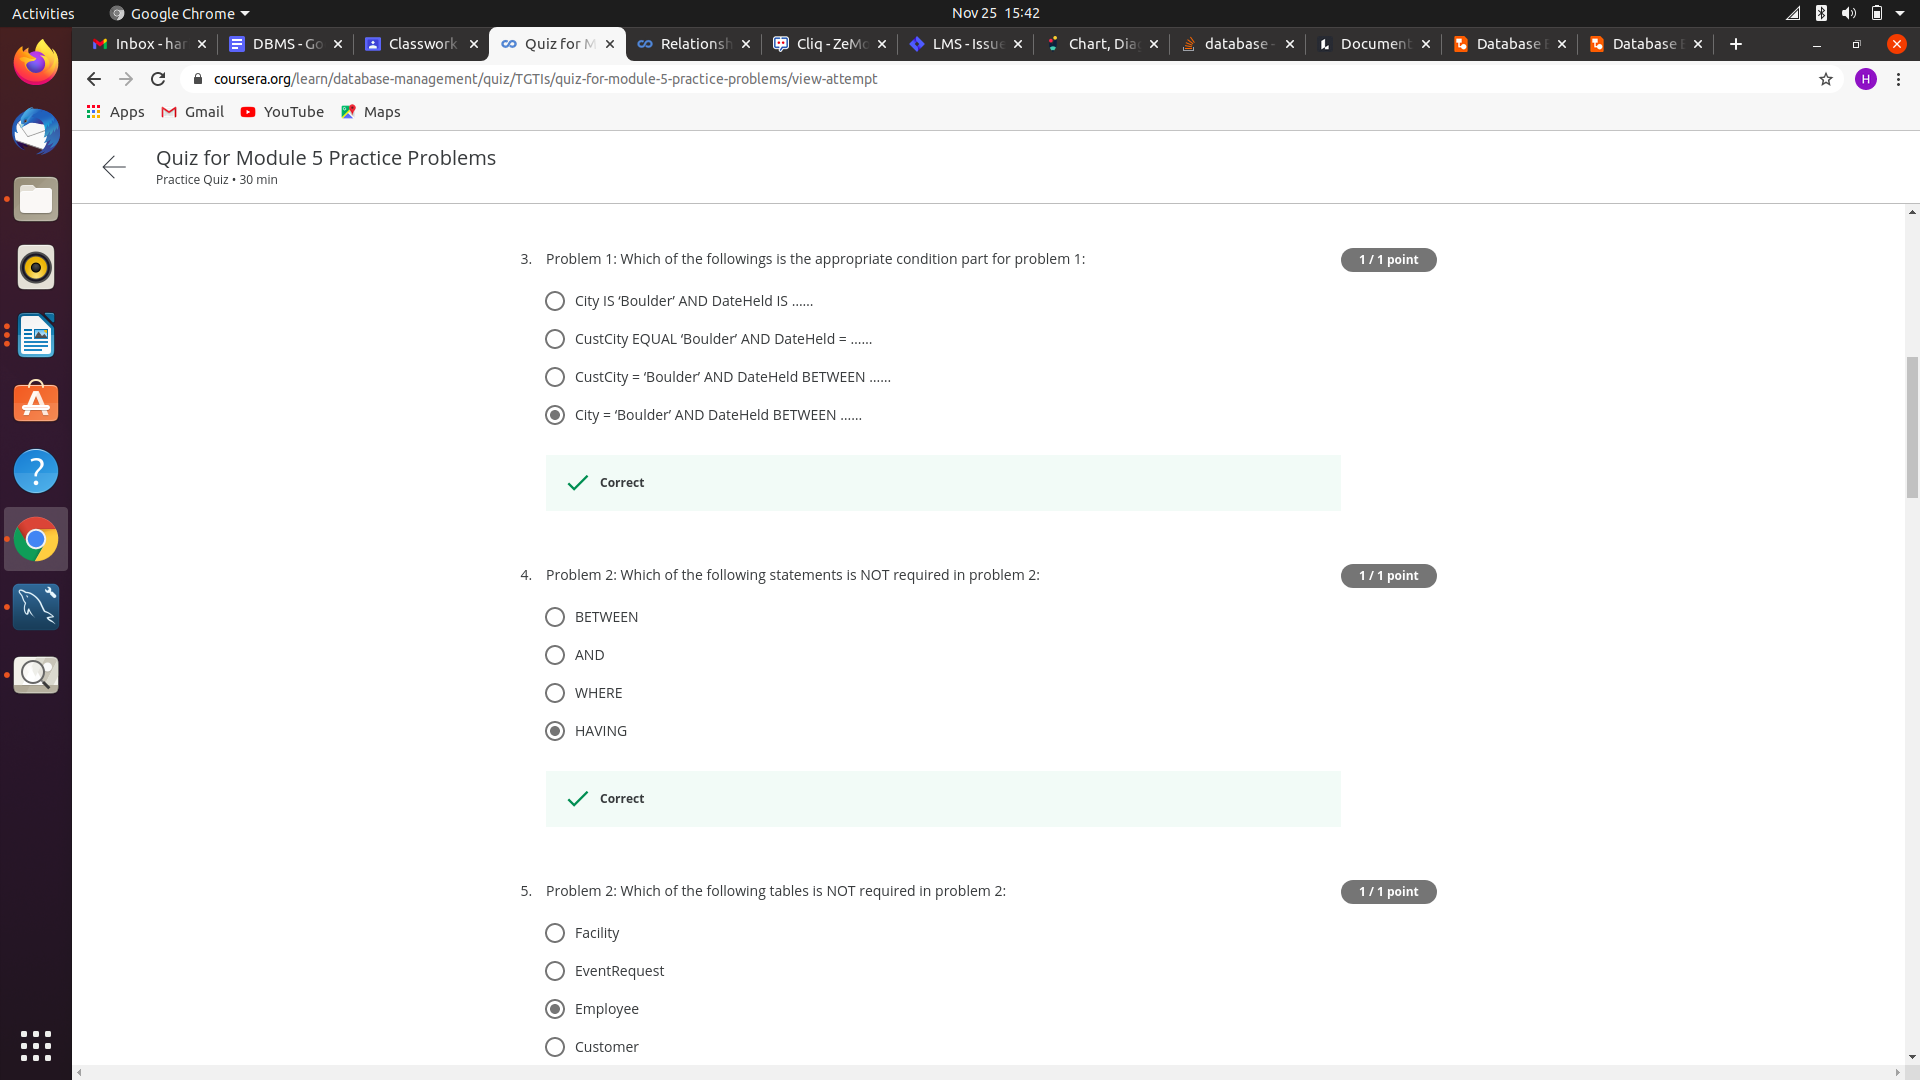 Activities
Google Chrome
Nov 25 15:42
Inbox - har
DBMS - Go
Classwork
Quiz for M
Relationsh
Cliq - ZeMo
LMS - Issue
Chart, Dia
database -
Document
Database E
Database E
coursera.org/learn/database-management/quiz/TGTIs/quiz-for-module-5-practice-problems/view-attempt
H
Apps
Gmail
YouTube
Maps
Quiz for Module 5 Practice Problems
Practice Quiz • 30 min
3. Problem 1: Which of the followings is the appropriate condition part for problem 1:
1 / 1 point
City IS ‘Boulder’ AND DateHeld IS ......
CustCity EQUAL ‘Boulder’ AND DateHeld = ......
CustCity = ‘Boulder’ AND DateHeld BETWEEN ......
City = ‘Boulder’ AND DateHeld BETWEEN ......
Correct
4. Problem 2: Which of the following statements is NOT required in problem 2:
1 / 1 point
BETWEEN
AND
WHERE
HAVING
Correct
5. Problem 2: Which of the following tables is NOT required in problem 2:
1 / 1 point
Facility
EventRequest
Employee
Customer